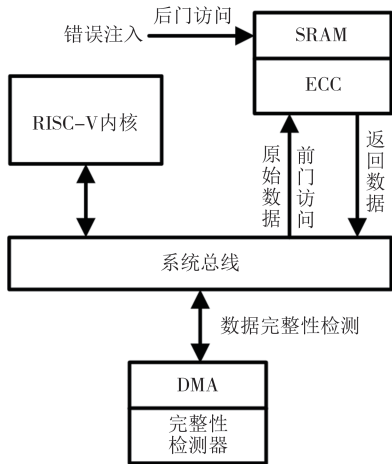 错误注入
后门访问
SRAM
ECC
RISC-V内核
原始数据
前门访问
返回数据
系统总线
数据完整性检测
DMA
完整性
检测器